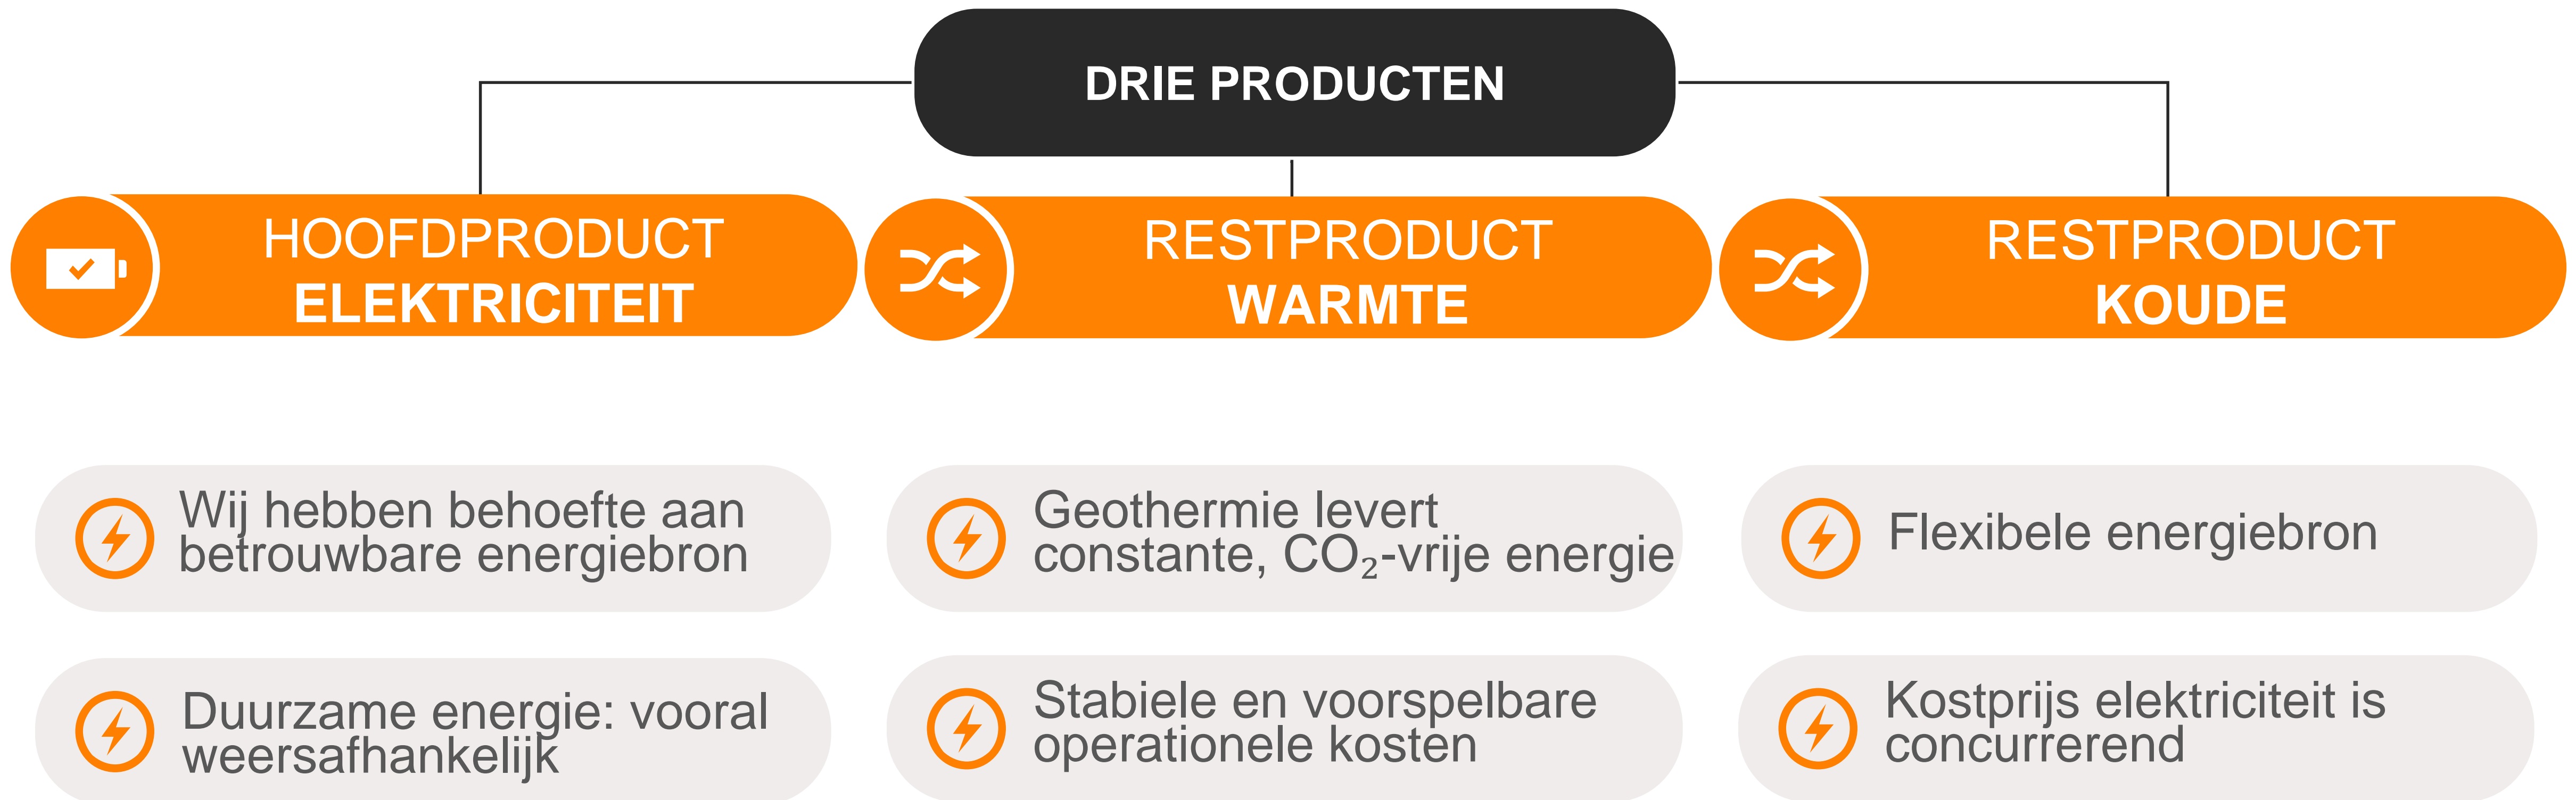 DRIE PRODUCTEN
HOOFDPRODUCT
ELEKTRICITEIT
RESTPRODUCT
WARMTE
RESTPRODUCT
KOUDE
Wij hebben behoefte aan
betrouwbare energiebron
Geothermie levert
constante, CO₂-vrije energie
Flexibele energiebron
Duurzame energie: vooral
weersafhankelijk
Stabiele en voorspelbare
operationele kosten
Kostprijs elektriciteit is
concurrerend